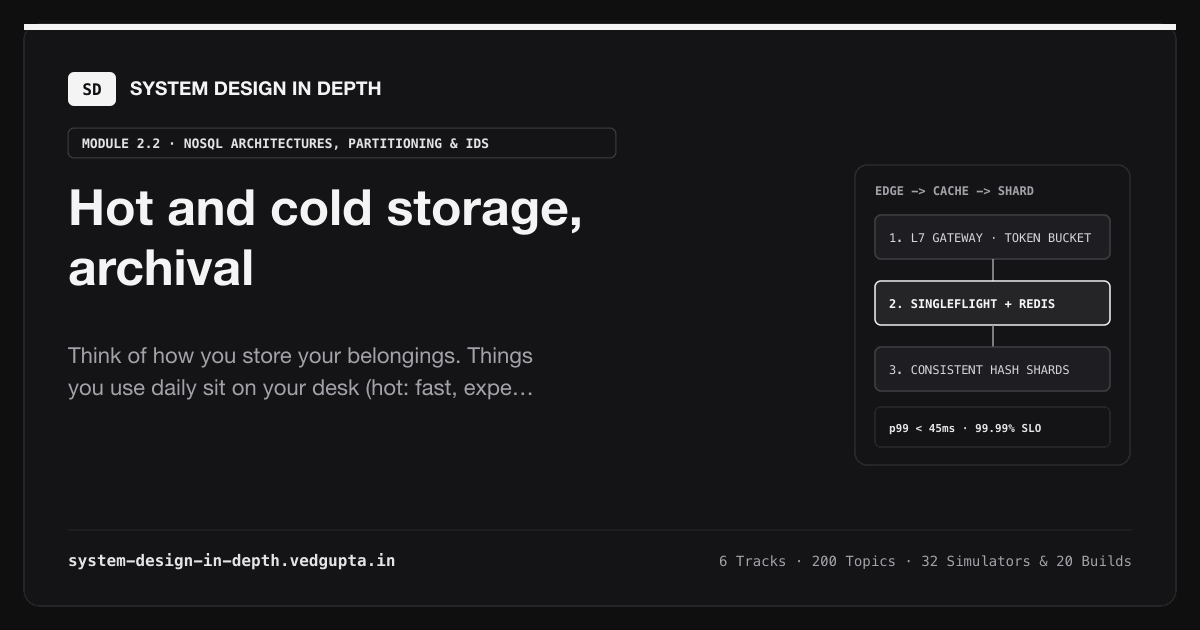 SD
SYSTEM DESIGN IN DEPTH
MODULE 2.2 · NOSQL ARCHITECTURES, PARTITIONING & IDS
Hot and cold storage,
archival
Think of how you store your belongings. Things
you use daily sit on your desk (hot: fast, expe…
EDGE —> CACHE —> SHARD
1. L7 GATEWAY · TOKEN BUCKET
2. SINGLEFLIGHT + REDIS
3. CONSISTENT HASH SHARDS
p99 < 45ms · 99.99% SLO
system-design-in-depth.vedgupta.in
6 Tracks · 200 Topics · 32 Simulators & 20 Builds